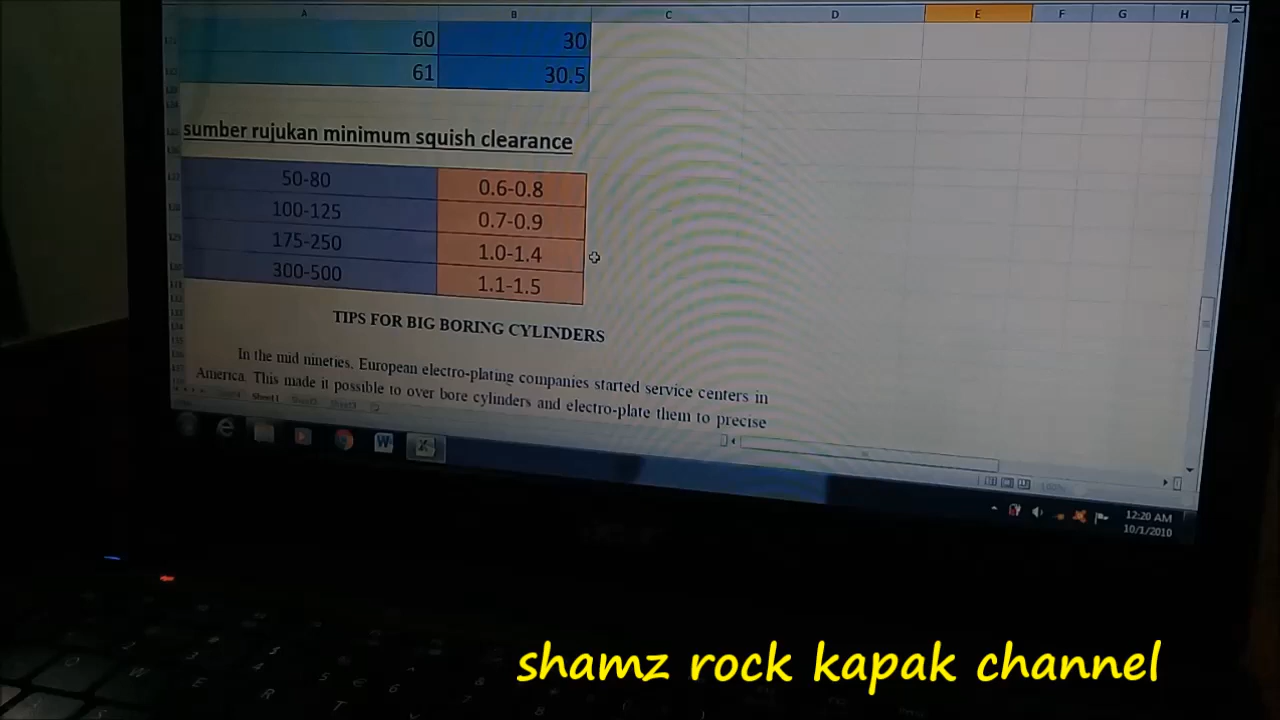 A B C D E F G H
60 30
61 30.5
sumber rujukan minimum squish clearance
50-80 0.6-0.8
100-125 0.7-0.9
175-250 1.0-1.4
300-500 1.1-1.5
TIPS FOR BIG BORING CYLINDERS
In the mid nineties, European electro-plating companies started service centers in
America. This made it possible to over bore cylinders and electro-plate them to precise
Sheet1
100%
12:20 AM
10/1/2010
shamz rock kapak channel